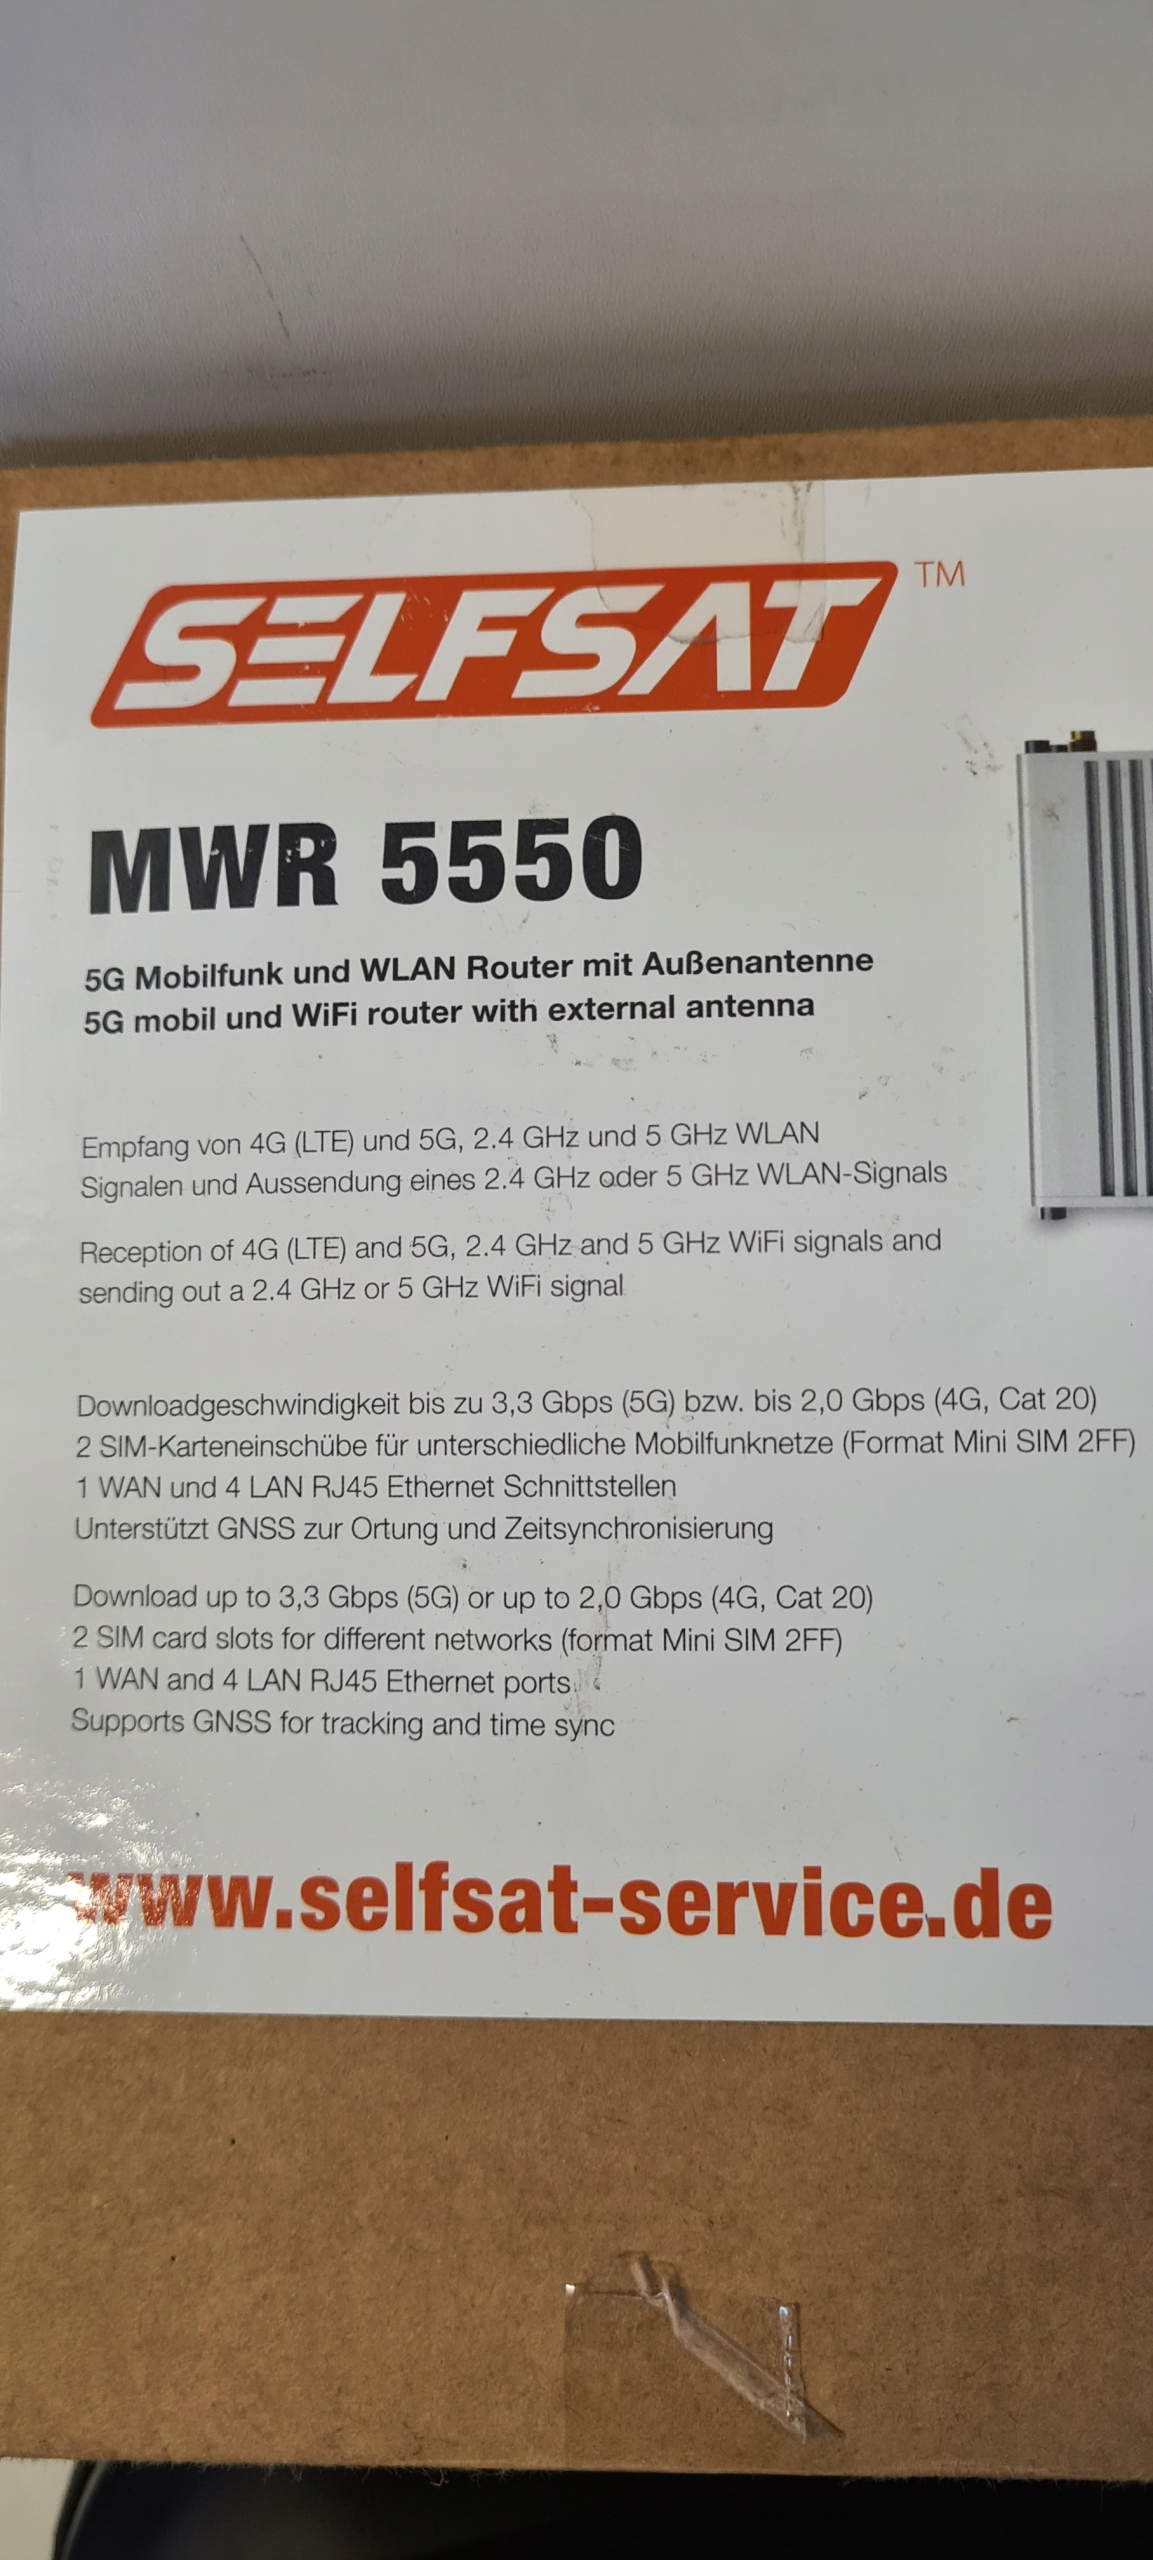 SELFSAT™
MWR 5550
5G Mobilfunk und WLAN Router mit Außenantenne
5G mobil und WiFi router with external antenna
Empfang von 4G (LTE) und 5G, 2.4 GHz und 5 GHz WLAN
Signalen und Aussendung eines 2.4 GHz oder 5 GHz WLAN-Signals
Reception of 4G (LTE) and 5G, 2.4 GHz and 5 GHz WiFi signals and
sending out a 2.4 GHz or 5 GHz WiFi signal
Downloadgeschwindigkeit bis zu 3,3 Gbps (5G) bzw. bis 2,0 Gbps (4G, Cat 20)
2 SIM-Karteneinschübe für unterschiedliche Mobilfunknetze (Format Mini SIM 2FF)
1 WAN und 4 LAN RJ45 Ethernet Schnittstellen
Unterstützt GNSS zur Ortung und Zeitsynchronisierung
Download up to 3,3 Gbps (5G) or up to 2,0 Gbps (4G, Cat 20)
2 SIM card slots for different networks (format Mini SIM 2FF)
1 WAN and 4 LAN RJ45 Ethernet ports
Supports GNSS for tracking and time sync
www.selfsat-service.de